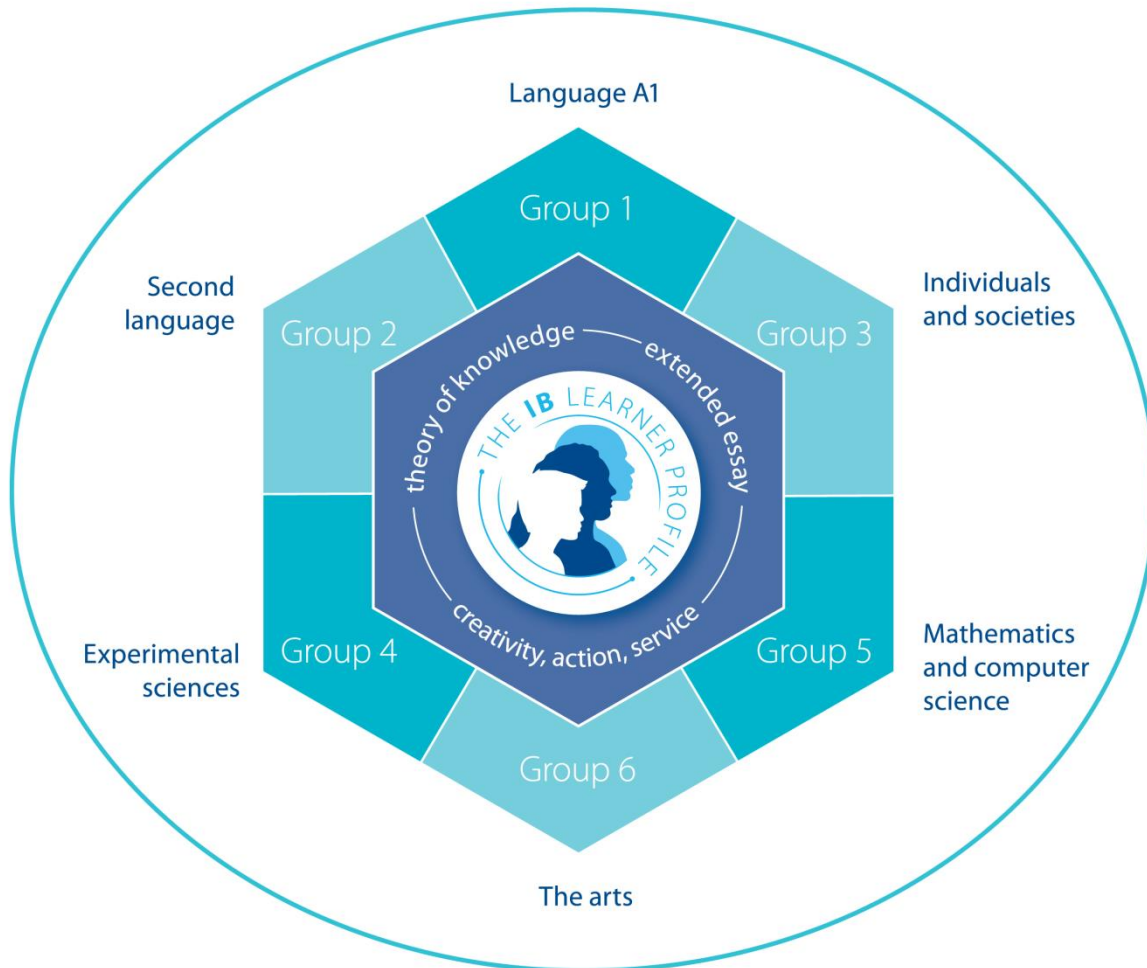 Language A1
Group 1
Second
language
Group 2
Individuals
and societies
Group 3
theory of knowledge
extended essay
THE IB LEARNER PROFILE
creativity, action, service
Experimental
sciences
Group 4
Mathematics
and computer
science
Group 5
Group 6
The arts